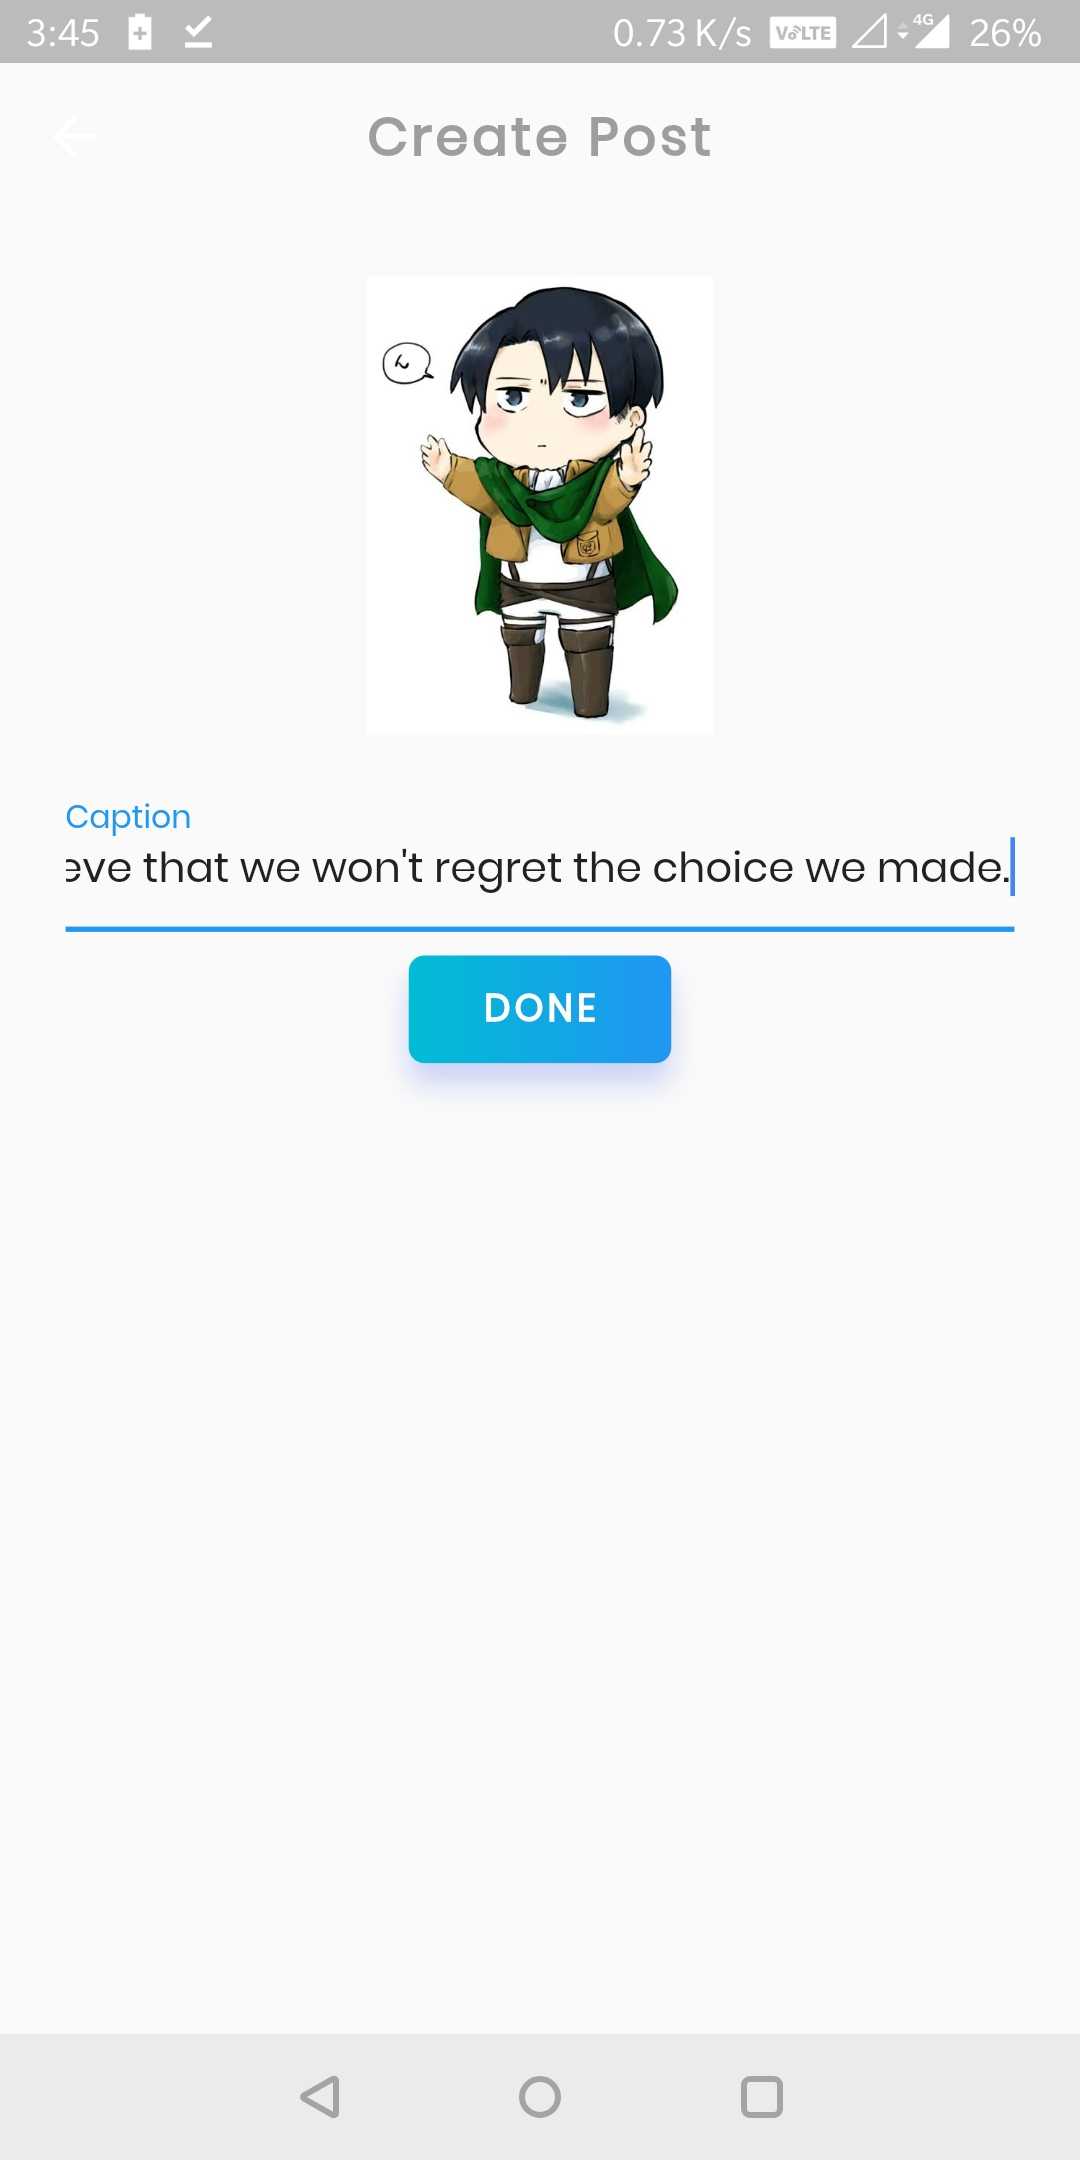 3:45
0.73 K/s VoLTE 4G 26%
Create Post
ん
Caption
eve that we won't regret the choice we made.
DONE